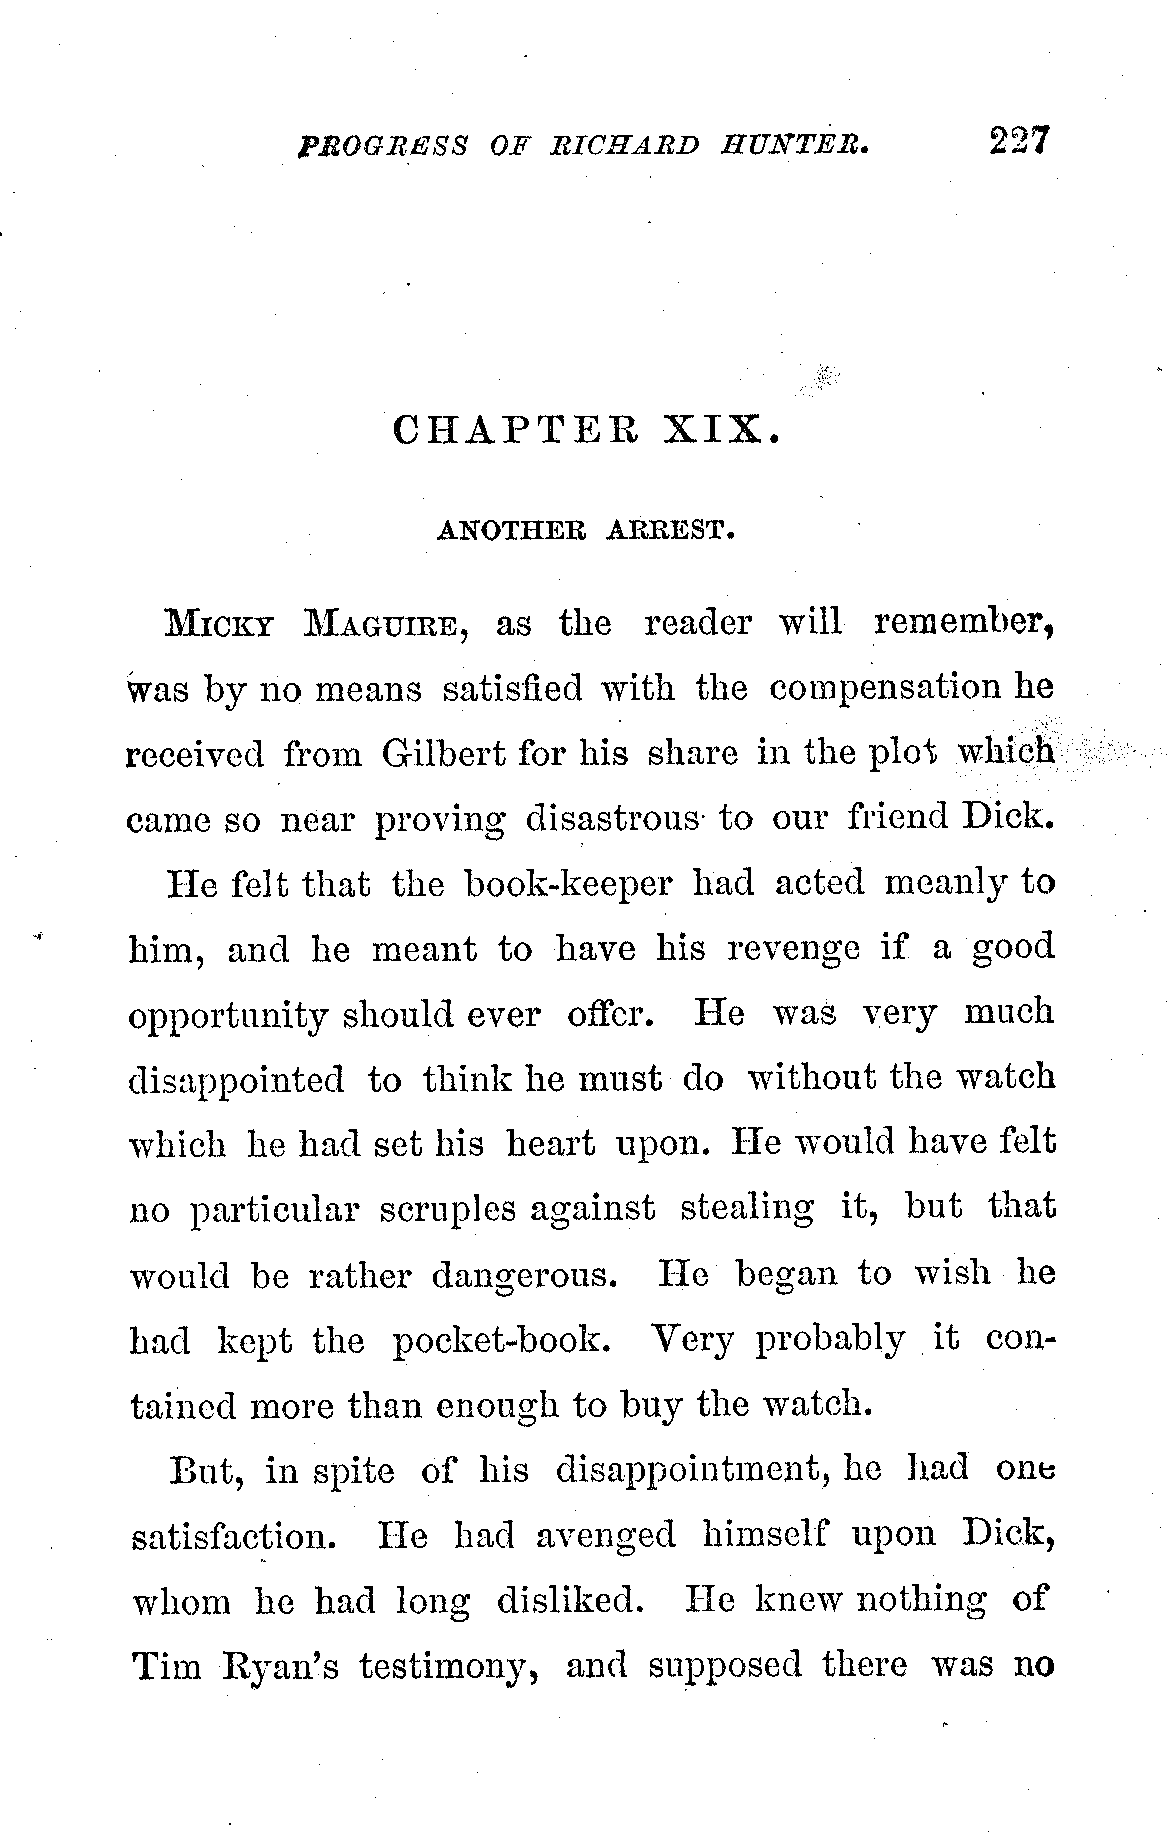 PROGRESS OF RICHARD HUNTER. 227
CHAPTER XIX.
ANOTHER ARREST.
MICKY MAGUIRE, as the reader will remember,
was by no means satisfied with the compensation he
received from Gilbert for his share in the plot which
came so near proving disastrous to our friend Dick.
He felt that the book-keeper had acted meanly to
him, and he meant to have his revenge if a good
opportunity should ever offer. He was very much
disappointed to think he must do without the watch
which he had set his heart upon. He would have felt
no particular scruples against stealing it, but that
would be rather dangerous. He began to wish he
had kept the pocket-book. Very probably it con-
tained more than enough to buy the watch.
But, in spite of his disappointment, he had one
satisfaction. He had avenged himself upon Dick,
whom he had long disliked. He knew nothing of
Tim Ryan's testimony, and supposed there was no